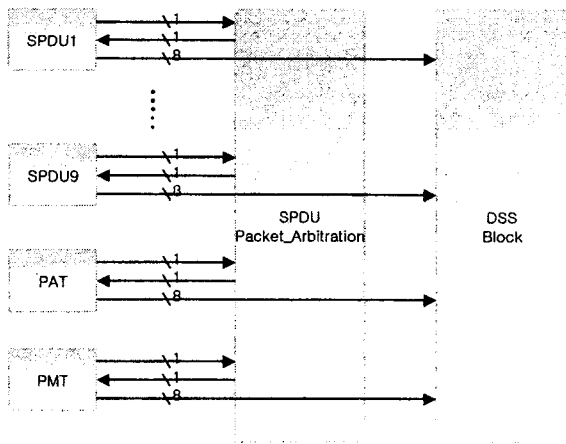 1
SPDU1
1
8
1
SPDU9
1
8
SPDU
Packet_Arbitration
DSS
Block
1
PAT
1
8
1
PMT
1
8